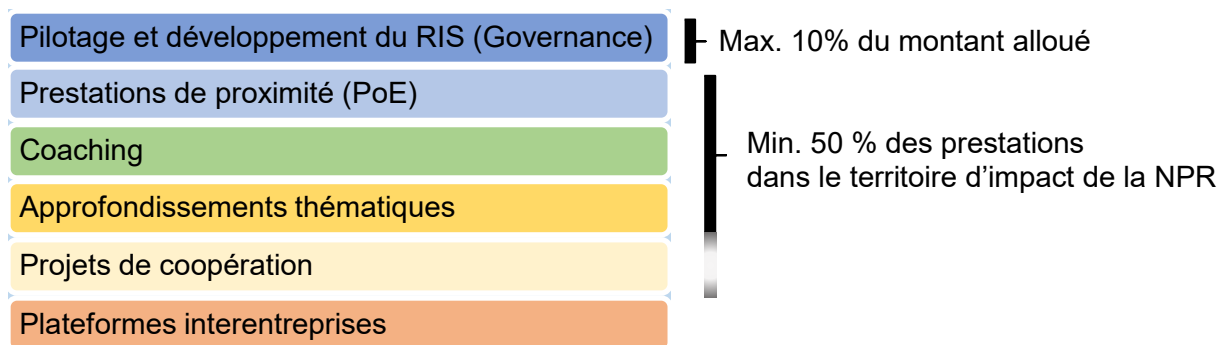 Pilotage et développement du RIS (Governance)
Max. 10% du montant alloué
Prestations de proximité (PoE)
Coaching
Min. 50 % des prestations
dans le territoire d’impact de la NPR
Approfondissements thématiques
Projets de coopération
Plateformes interentreprises